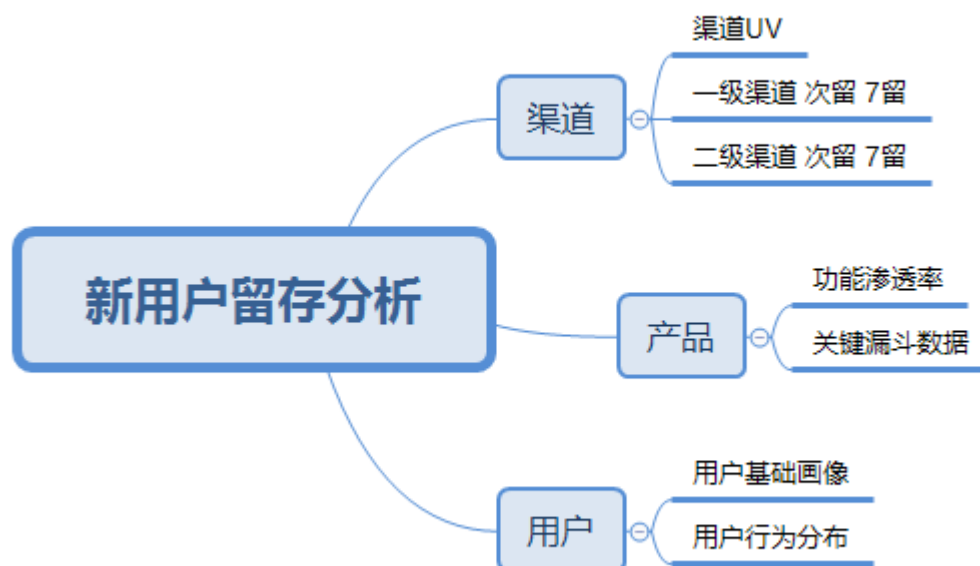 新用户留存分析
渠道
渠道UV
一级渠道 次留 7留
二级渠道 次留 7留
产品
功能渗透率
关键漏斗数据
用户
用户基础画像
用户行为分布